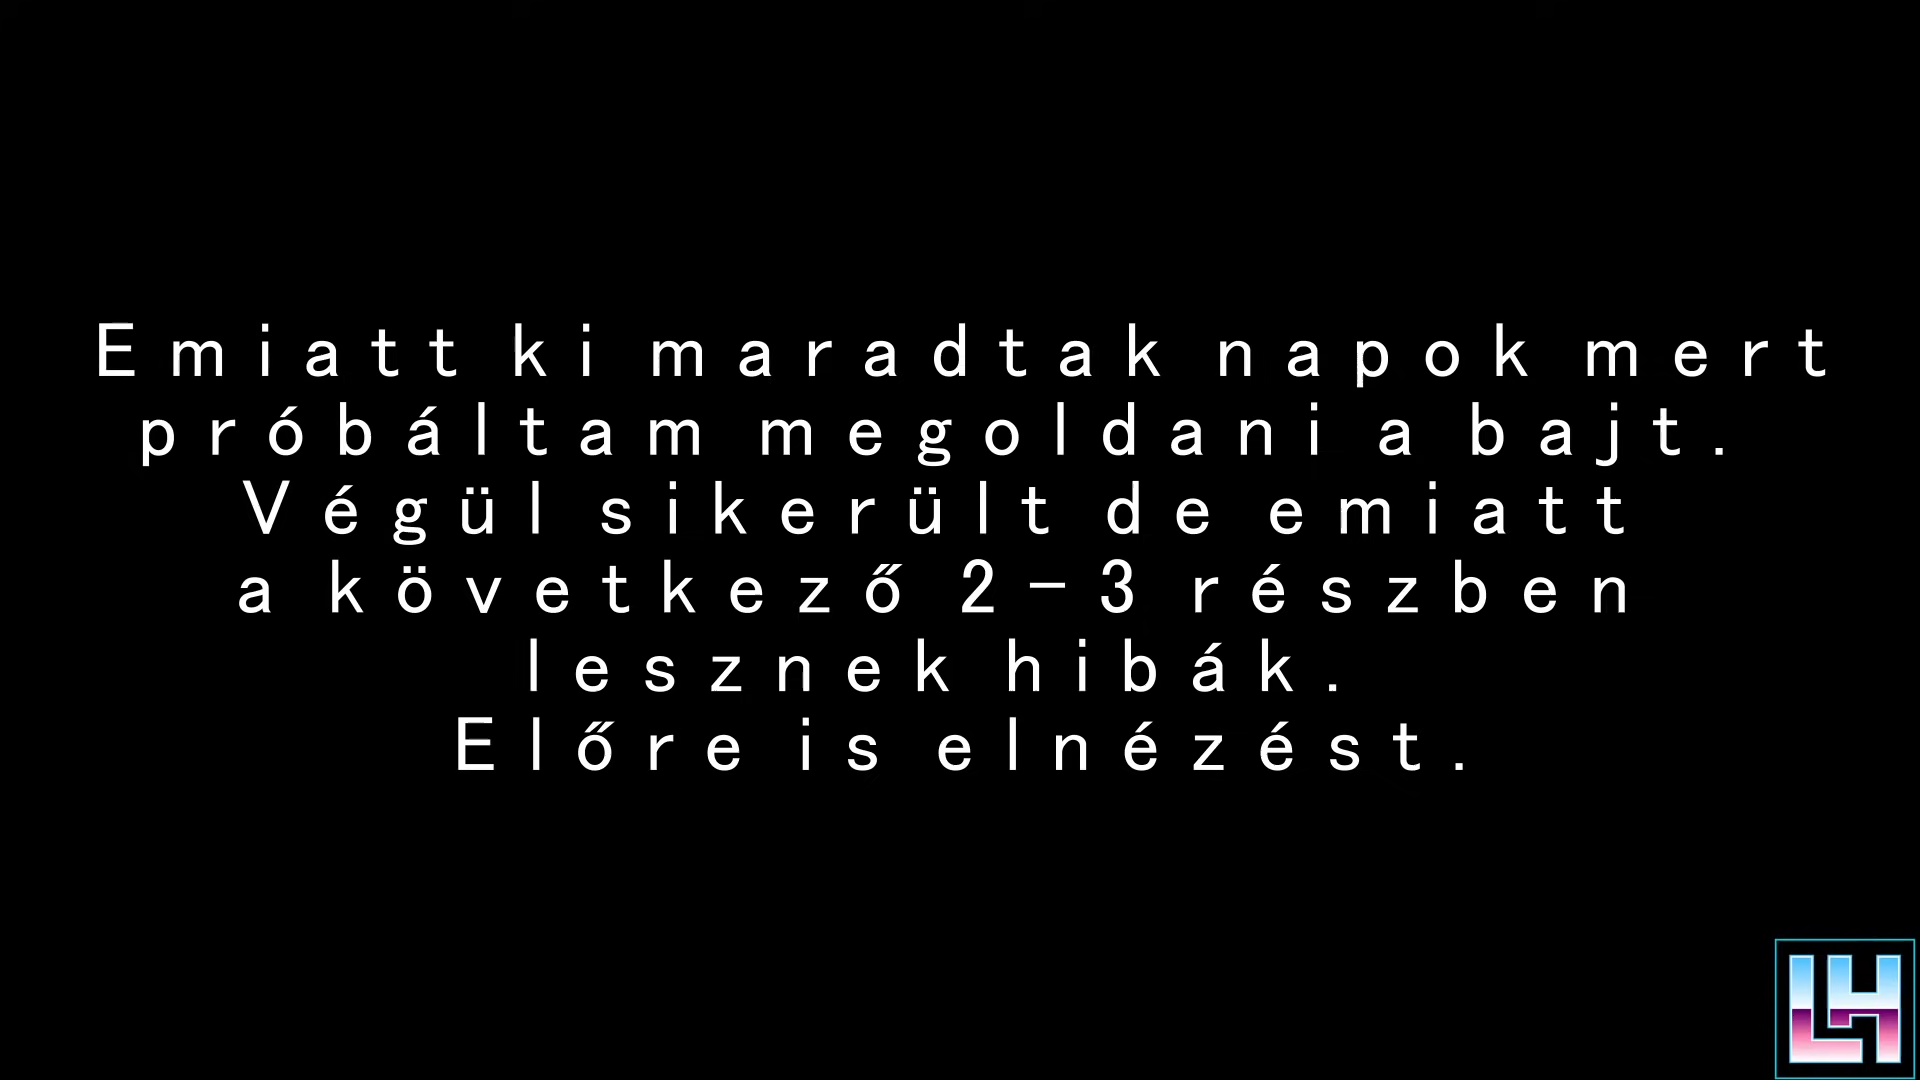 Emiatt ki maradtak napok mert
próbáltam megoldani a bajt.
Végül sikerült de emiatt
a következő 2-3 részben
lesznek hibák.
Előre is elnézést.
LH